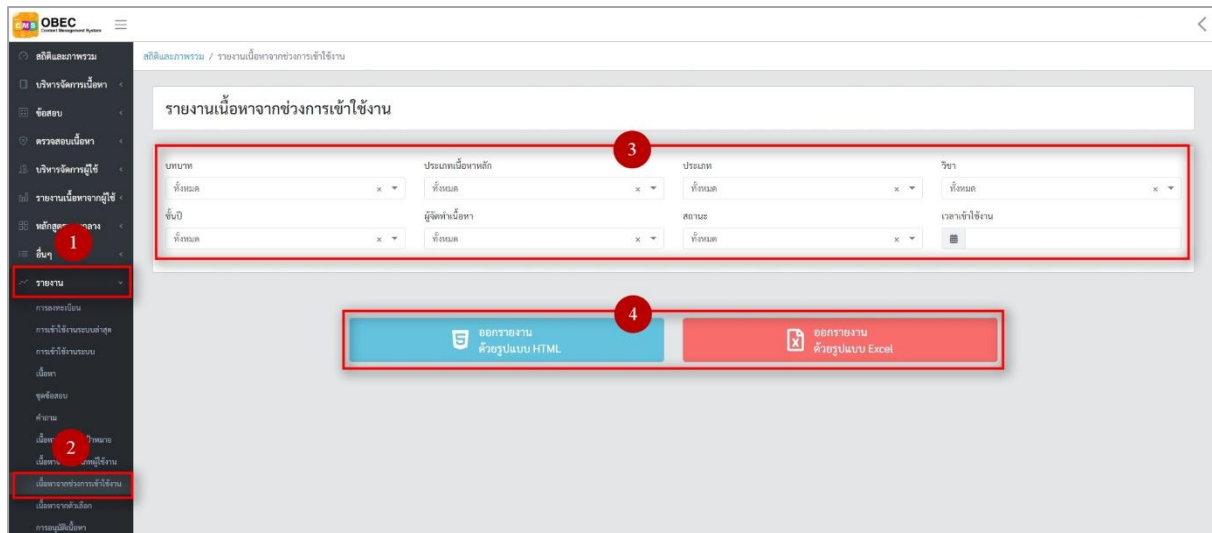 CMS OBEC
Content Management System
สถิติและภาพรวม
สถิติและภาพรวม / รายงานเนื้อหาจากช่วงการเข้าใช้งาน
บริหารจัดการเนื้อหา
ข้อสอบ
ตรวจสอบเนื้อหา
บริหารจัดการผู้ใช้
รายงานเนื้อหาจากผู้ใช้
อื่นๆ
1
รายงาน
การลงทะเบียน
การเข้าใช้งานระบบล่าสุด
การเข้าใช้งานระบบ
เนื้อหา
ชุดข้อสอบ
คำถาม
2
เนื้อหาจากช่วงการเข้าใช้งาน
เนื้อหาจากตัวเลือก
การอนุมัติเนื้อหา
รายงานเนื้อหาจากช่วงการเข้าใช้งาน
3
บทบาท ประเภทเนื้อหาหลัก ประเภท วิชา
ทั้งหมด × ทั้งหมด × ทั้งหมด × ทั้งหมด ×
ชั้นปี ผู้จัดทำเนื้อหา สถานะ เวลาเข้าใช้งาน
ทั้งหมด × ทั้งหมด × ทั้งหมด ×
4
ออกรายงาน
ด้วยรูปแบบ HTML
ออกรายงาน
ด้วยรูปแบบ Excel